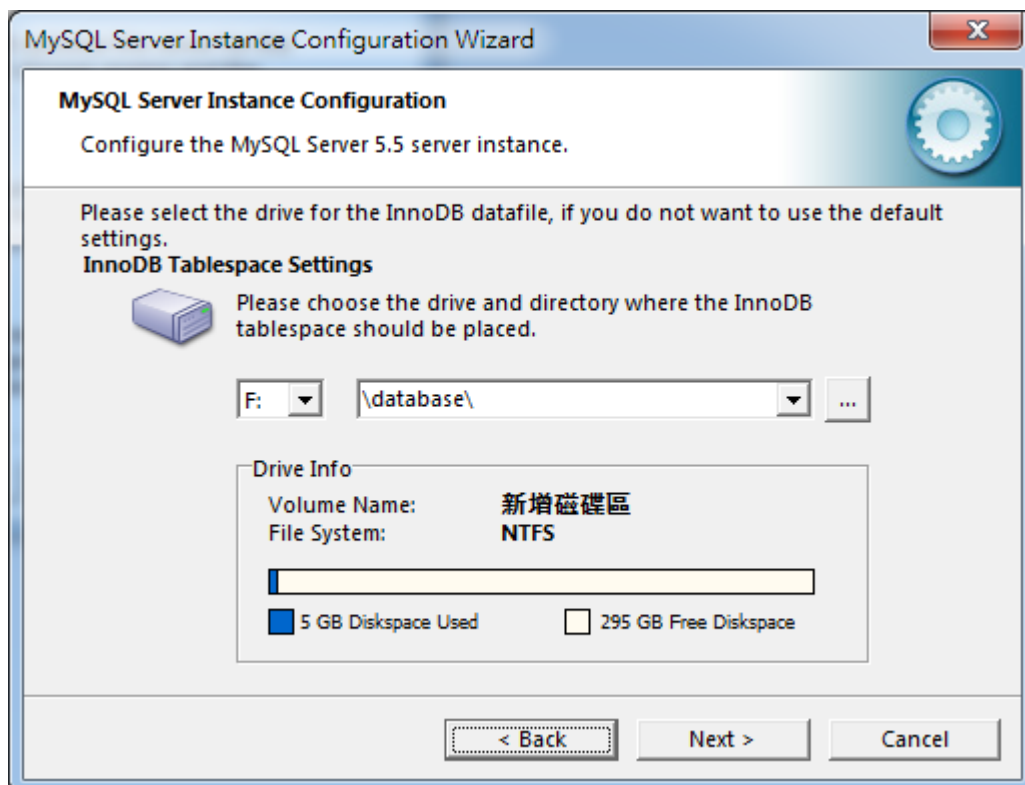 MySQL Server Instance Configuration Wizard
MySQL Server Instance Configuration
Configure the MySQL Server 5.5 server instance.
Please select the drive for the InnoDB datafile, if you do not want to use the default
settings.
InnoDB Tablespace Settings
Please choose the drive and directory where the InnoDB
tablespace should be placed.
F: \database\ ...
Drive Info
Volume Name: 新增磁碟區
File System: NTFS
5 GB Diskspace Used 295 GB Free Diskspace
< Back Next > Cancel